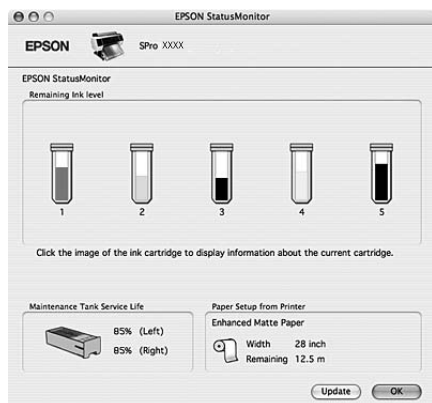 EPSON StatusMonitor
EPSON
SPro XXXX
EPSON StatusMonitor
Remaining Ink level
1 2 3 4 5
Click the image of the ink cartridge to display information about the current cartridge.
Maintenance Tank Service Life
85% (Left)
85% (Right)
Paper Setup from Printer
Enhanced Matte Paper
Width 28 inch
Remaining 12.5 m
Update OK